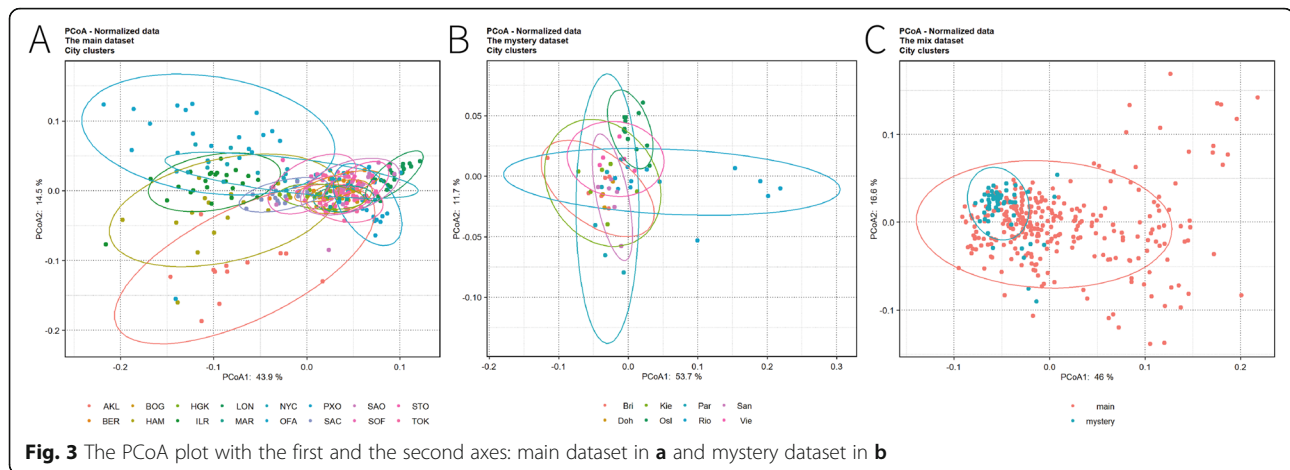 A
PCoA - Normalized data
The main dataset
City clusters
PCoA2: 14.5 %
0.1
0.0
-0.1
-0.2
-0.2
-0.1
0.0
0.1
PCoA1: 43.9 %
AKL BOG HGK LON NYC PXO SAO STO
BER HAM ILR MAR OFA SAC SOF TOK
B
PCoA - Normalized data
The mystery dataset
City clusters
PCoA2: 11.7 %
0.05
0.00
-0.05
-0.10
-0.1
0.0
0.1
0.2
0.3
PCoA1: 53.7 %
Bri Kie Par San
Doh Osl Rio Vie
C
PCoA - Normalized data
The mix dataset
City clusters
PCoA2: 16.6 %
0.1
0.0
-0.1
-0.1
0.0
0.1
0.2
PCoA1: 46 %
main
mystery
Fig. 3 The PCoA plot with the first and the second axes: main dataset in a and mystery dataset in b